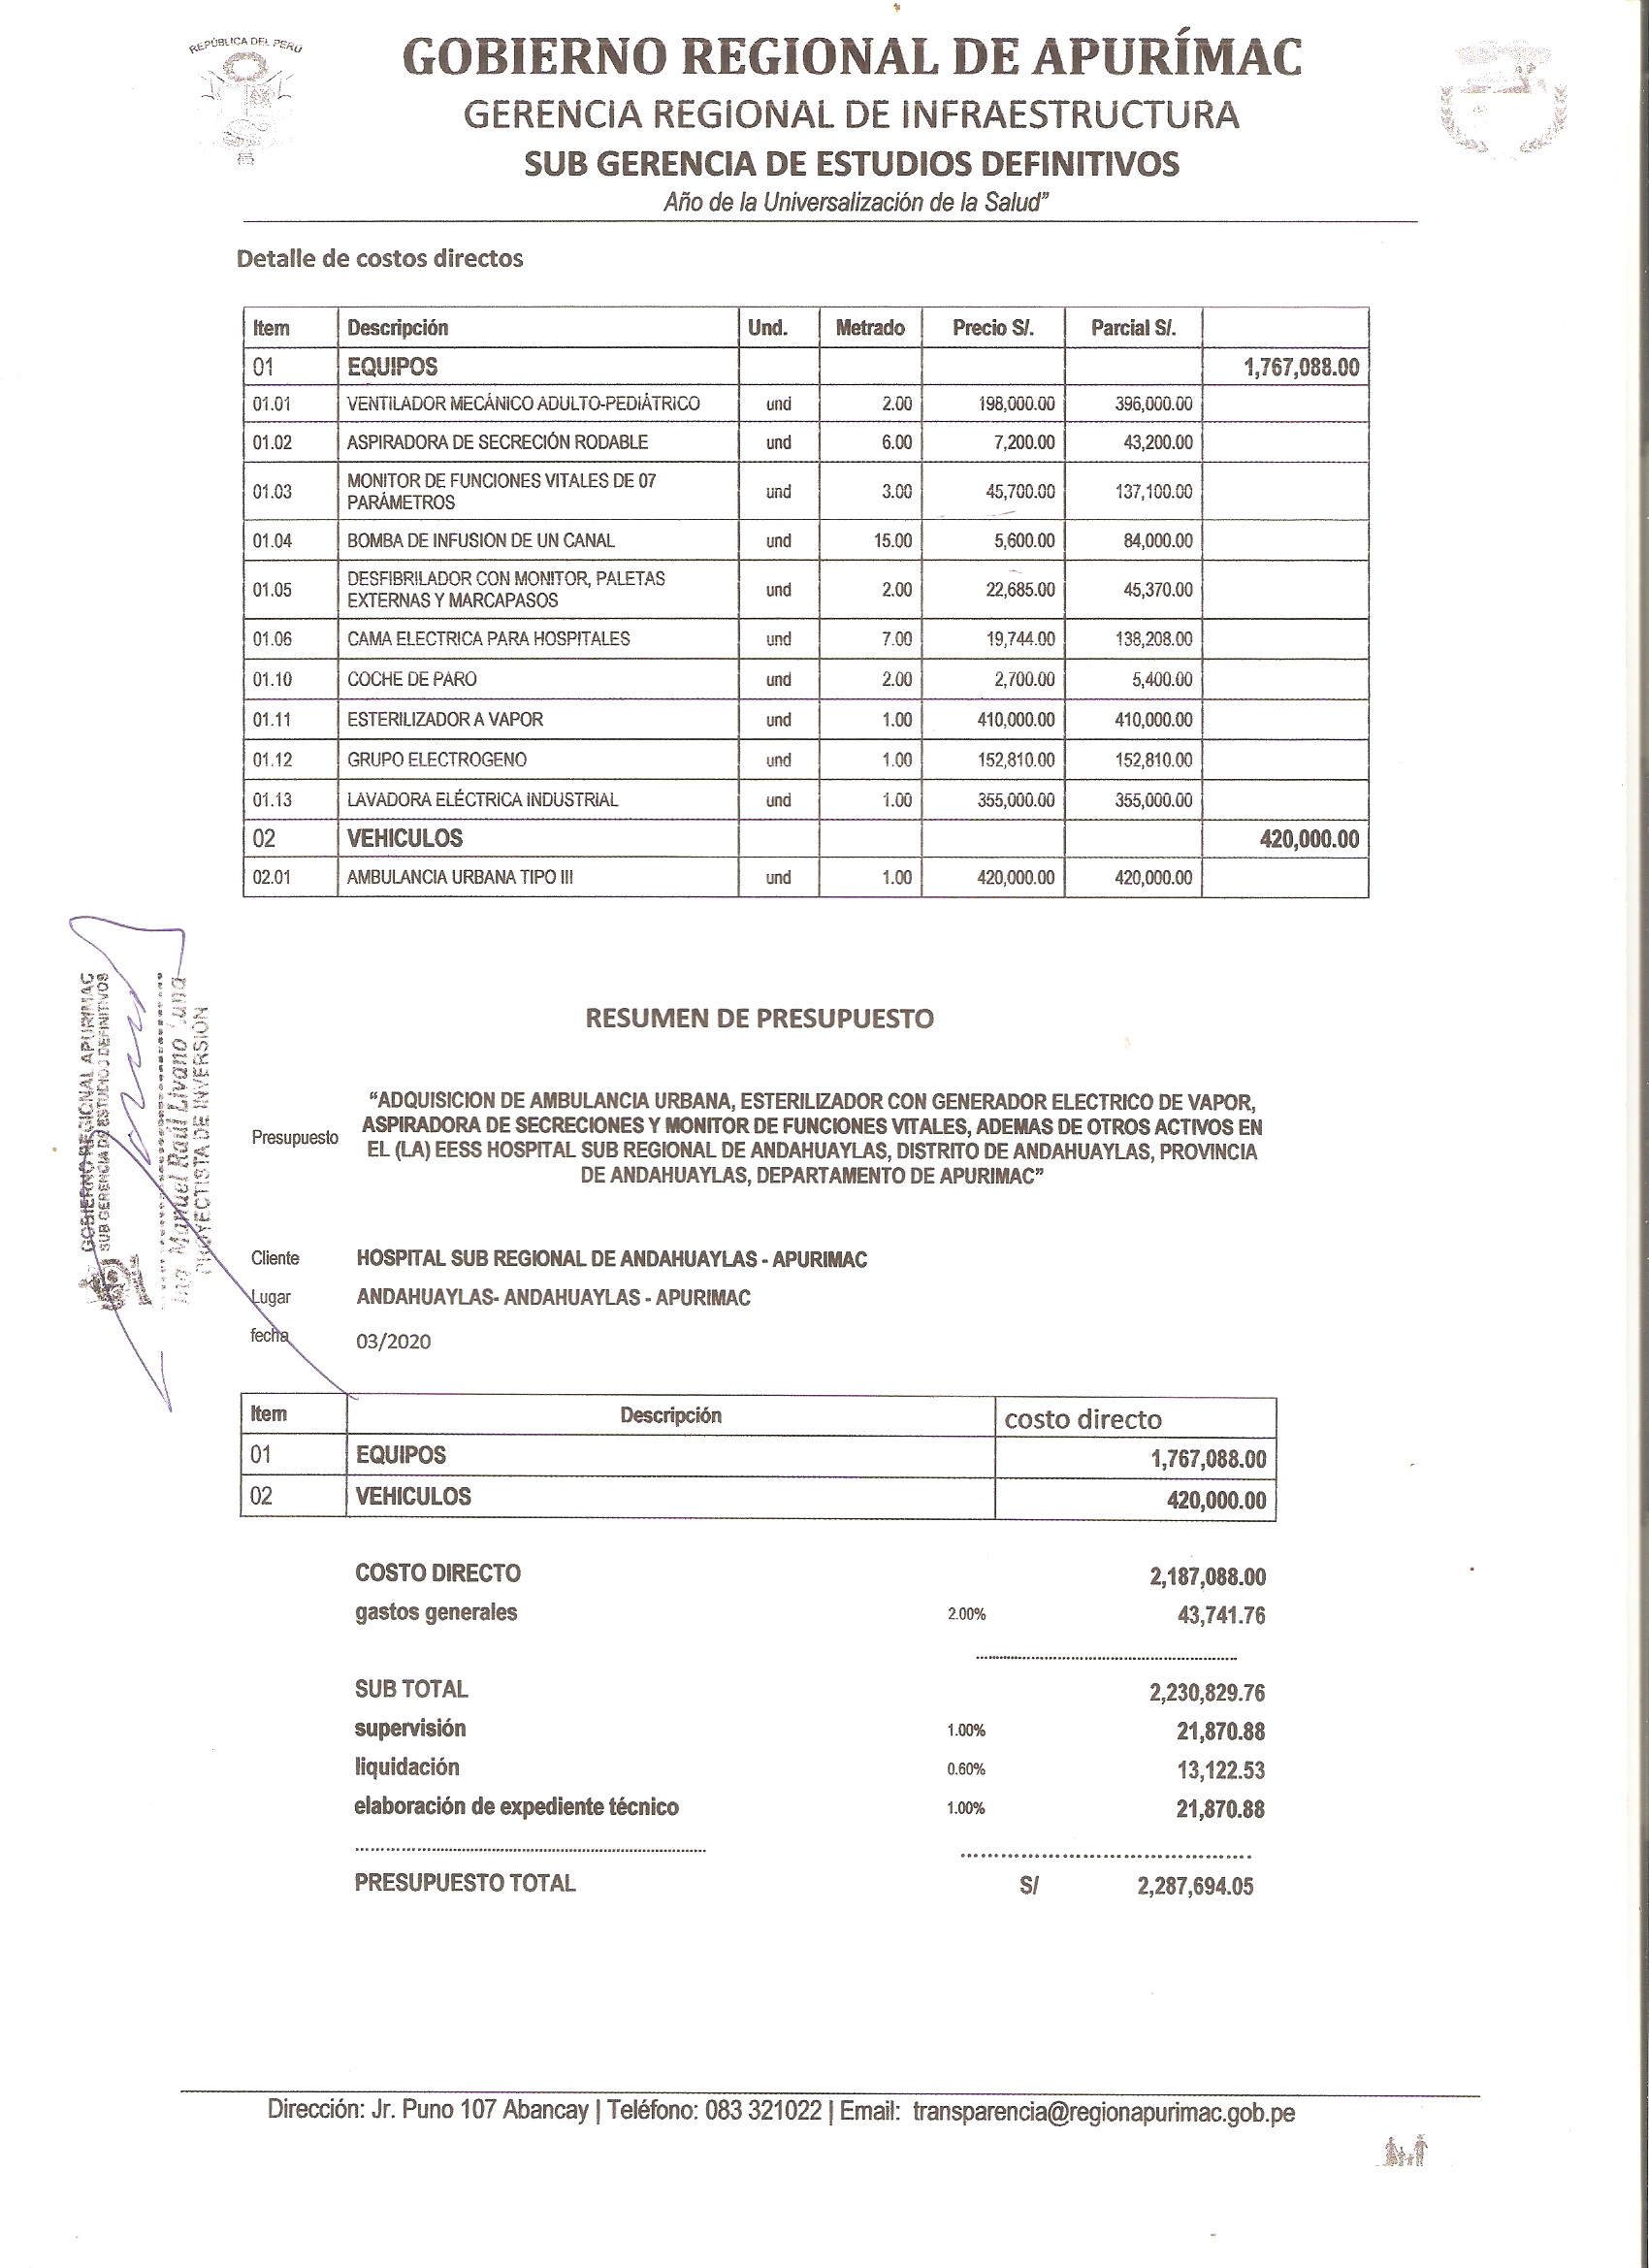 REPÚBLICA DEL PERÚ
GOBIERNO REGIONAL DE APURÍMAC
GERENCIA REGIONAL DE INFRAESTRUCTURA
SUB GERENCIA DE ESTUDIOS DEFINITIVOS
Año de la Universalización de la Salud”
Detalle de costos directos
Item Descripción Und. Metrado Precio S/. Parcial S/.
01 EQUIPOS 1,767,088.00
01.01 VENTILADOR MECÁNICO ADULTO-PEDIÁTRICO und 2.00 198,000.00 396,000.00
01.02 ASPIRADORA DE SECRECIÓN RODABLE und 6.00 7,200.00 43,200.00
01.03 MONITOR DE FUNCIONES VITALES DE 07 PARÁMETROS und 3.00 45,700.00 137,100.00
01.04 BOMBA DE INFUSION DE UN CANAL und 15.00 5,600.00 84,000.00
01.05 DESFIBRILADOR CON MONITOR, PALETAS EXTERNAS Y MARCAPASOS und 2.00 22,685.00 45,370.00
01.06 CAMA ELECTRICA PARA HOSPITALES und 7.00 19,744.00 138,208.00
01.10 COCHE DE PARO und 2.00 2,700.00 5,400.00
01.11 ESTERILIZADOR A VAPOR und 1.00 410,000.00 410,000.00
01.12 GRUPO ELECTROGENO und 1.00 152,810.00 152,810.00
01.13 LAVADORA ELÉCTRICA INDUSTRIAL und 1.00 355,000.00 355,000.00
02 VEHICULOS 420,000.00
02.01 AMBULANCIA URBANA TIPO III und 1.00 420,000.00 420,000.00
GOBIERNO REGIONAL APURIMAC
SUB GERENCIA DE ESTUDIOS DEFINITIVOS
Ing Manuel Raúl Livano Luna
PROYECTISTA DE INVERSIÓN
RESUMEN DE PRESUPUESTO
Presupuesto
“ADQUISICION DE AMBULANCIA URBANA, ESTERILIZADOR CON GENERADOR ELECTRICO DE VAPOR,
ASPIRADORA DE SECRECIONES Y MONITOR DE FUNCIONES VITALES, ADEMAS DE OTROS ACTIVOS EN
EL (LA) EESS HOSPITAL SUB REGIONAL DE ANDAHUAYLAS, DISTRITO DE ANDAHUAYLAS, PROVINCIA
DE ANDAHUAYLAS, DEPARTAMENTO DE APURIMAC”
Cliente HOSPITAL SUB REGIONAL DE ANDAHUAYLAS - APURIMAC
Lugar ANDAHUAYLAS- ANDAHUAYLAS - APURIMAC
fecha 03/2020
Item Descripción costo directo
01 EQUIPOS 1,767,088.00
02 VEHICULOS 420,000.00
COSTO DIRECTO 2,187,088.00
gastos generales 2.00% 43,741.76
SUB TOTAL 2,230,829.76
supervisión 1.00% 21,870.88
liquidación 0.60% 13,122.53
elaboración de expediente técnico 1.00% 21,870.88
PRESUPUESTO TOTAL S/ 2,287,694.05
Dirección: Jr. Puno 107 Abancay | Teléfono: 083 321022 | Email: transparencia@regionapurimac.gob.pe